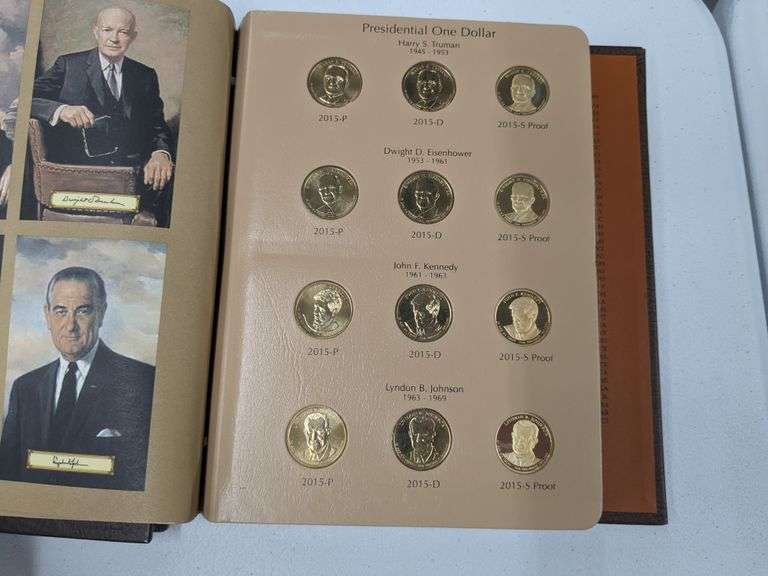 Presidential One Dollar
Harry S. Truman
1945 - 1953
2015-P 2015-D 2015-S Proof
Dwight D. Eisenhower
1953 - 1961
2015-P 2015-D 2015-S Proof
John F. Kennedy
1961 - 1963
2015-P 2015-D 2015-S Proof
Lyndon B. Johnson
1963 - 1969
2015-P 2015-D 2015-S Proof